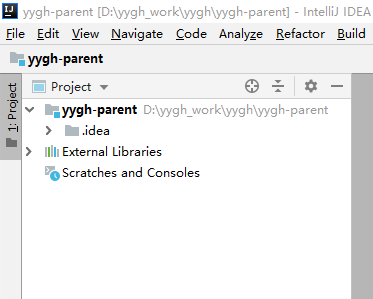 yygh-parent [D:\yygh_work\yygh\yygh-parent] - IntelliJ IDEA
File Edit View Navigate Code Analyze Refactor Build
yygh-parent
1: Project
Project
yygh-parent D:\yygh_work\yygh\yygh-parent
.idea
External Libraries
Scratches and Consoles